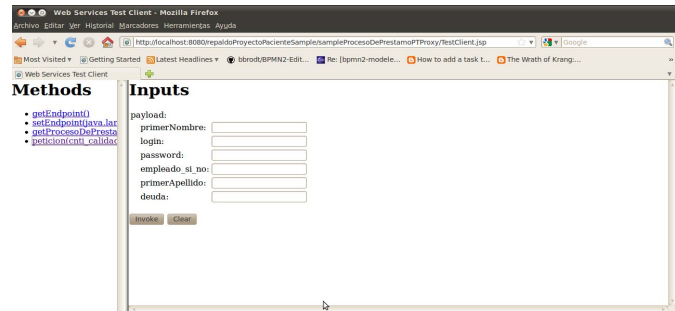 Web Services Test Client - Mozilla Firefox
Archivo Editar Ver Historial Marcadores Herramientas Ayuda
http://localhost:8080/repaldoProyectoPacienteSample/sampleProcesoDePrestamoPTProxy/TestClient.jsp
Google
Most Visited Getting Started Latest Headlines bbrodt/BPMN2-Edit... Re: [bpmn2-modele... How to add a task t... The Wrath of Krang:... »
Web Services Test Client
Methods
getEndpoint()
setEndpoint(java.lan
getProcesoDePresta
peticion(cnti_calidad
Inputs
payload:
primerNombre:
login:
password:
empleado_si_no:
primerApellido:
deuda:
Invoke Clear